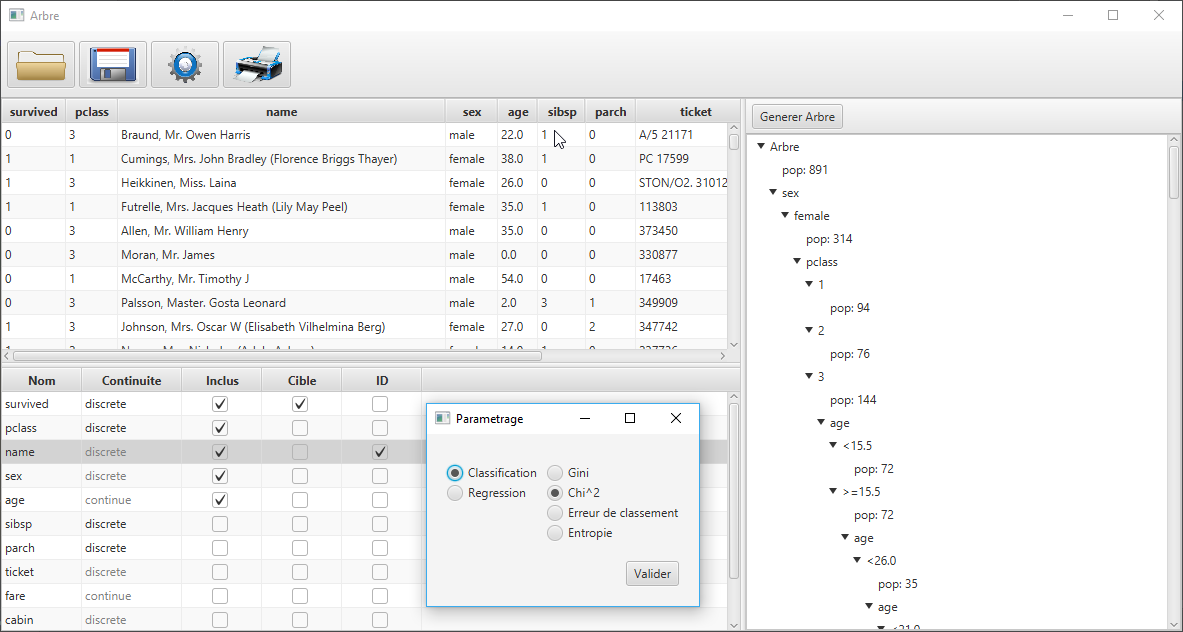 Arbre
survived pclass name sex age sibsp parch ticket
0 3 Braund, Mr. Owen Harris male 22.0 1 0 A/5 21171
1 1 Cumings, Mrs. John Bradley (Florence Briggs Thayer) female 38.0 1 0 PC 17599
1 3 Heikkinen, Miss. Laina female 26.0 0 0 STON/O2. 31012
1 1 Futrelle, Mrs. Jacques Heath (Lily May Peel) female 35.0 1 0 113803
0 3 Allen, Mr. William Henry male 35.0 0 0 373450
0 3 Moran, Mr. James male 0.0 0 0 330877
0 1 McCarthy, Mr. Timothy J male 54.0 0 0 17463
0 3 Palsson, Master. Gosta Leonard male 2.0 3 1 349909
1 3 Johnson, Mrs. Oscar W (Elisabeth Vilhelmina Berg) female 27.0 0 2 347742
Nom Continuite Inclus Cible ID
survived discrete
pclass discrete
name discrete
sex discrete
age continue
sibsp discrete
parch discrete
ticket discrete
fare continue
cabin discrete
Parametrage
Classification Gini
Regression Chi^2
Erreur de classement
Entropie
Valider
Generer Arbre
Arbre
pop: 891
sex
female
pop: 314
pclass
1
pop: 94
2
pop: 76
3
pop: 144
age
<15.5
pop: 72
>=15.5
pop: 72
age
<26.0
pop: 35
age
<21.0